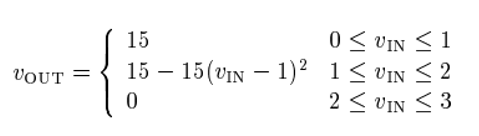 15 0 ≤ v_IN ≤ 1
v_OUT = { 15 − 15(v_IN − 1)² 1 ≤ v_IN ≤ 2
0 2 ≤ v_IN ≤ 3